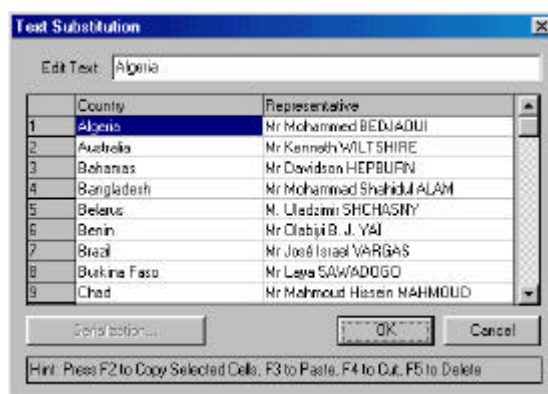 Text Substitution
Edit Text Algeria
Country Representative
1 Algeria Mr Mohammed BEDJAOUI
2 Australia Mr Kenneth WILTSHIRE
3 Bahamas Mr Davidson HEPBURN
4 Bangladesh Mr Mohammad Shahidul ALAM
5 Belarus M. Uladzimir SHCHASNY
6 Benin Mr Olabiyi B. J. YAI
7 Brazil Mr José Israel VARGAS
8 Burkina Faso Mr Laya SAWADOGO
9 Chad Mr Mahmoud Hissein MAHMOUD
Serialization... OK Cancel
Hint: Press F2 to Copy Selected Cells, F3 to Paste, F4 to Cut, F5 to Delete